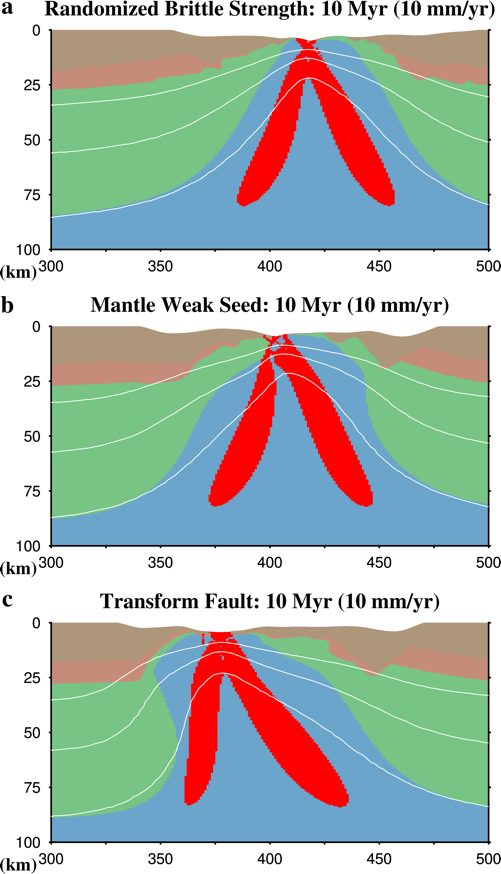 a
Randomized Brittle Strength: 10 Myr (10 mm/yr)
0
25
50
75
100
(km)
300 350 400 450 500
b
Mantle Weak Seed: 10 Myr (10 mm/yr)
0
25
50
75
100
(km)
300 350 400 450 500
c
Transform Fault: 10 Myr (10 mm/yr)
0
25
50
75
100
(km)
300 350 400 450 500